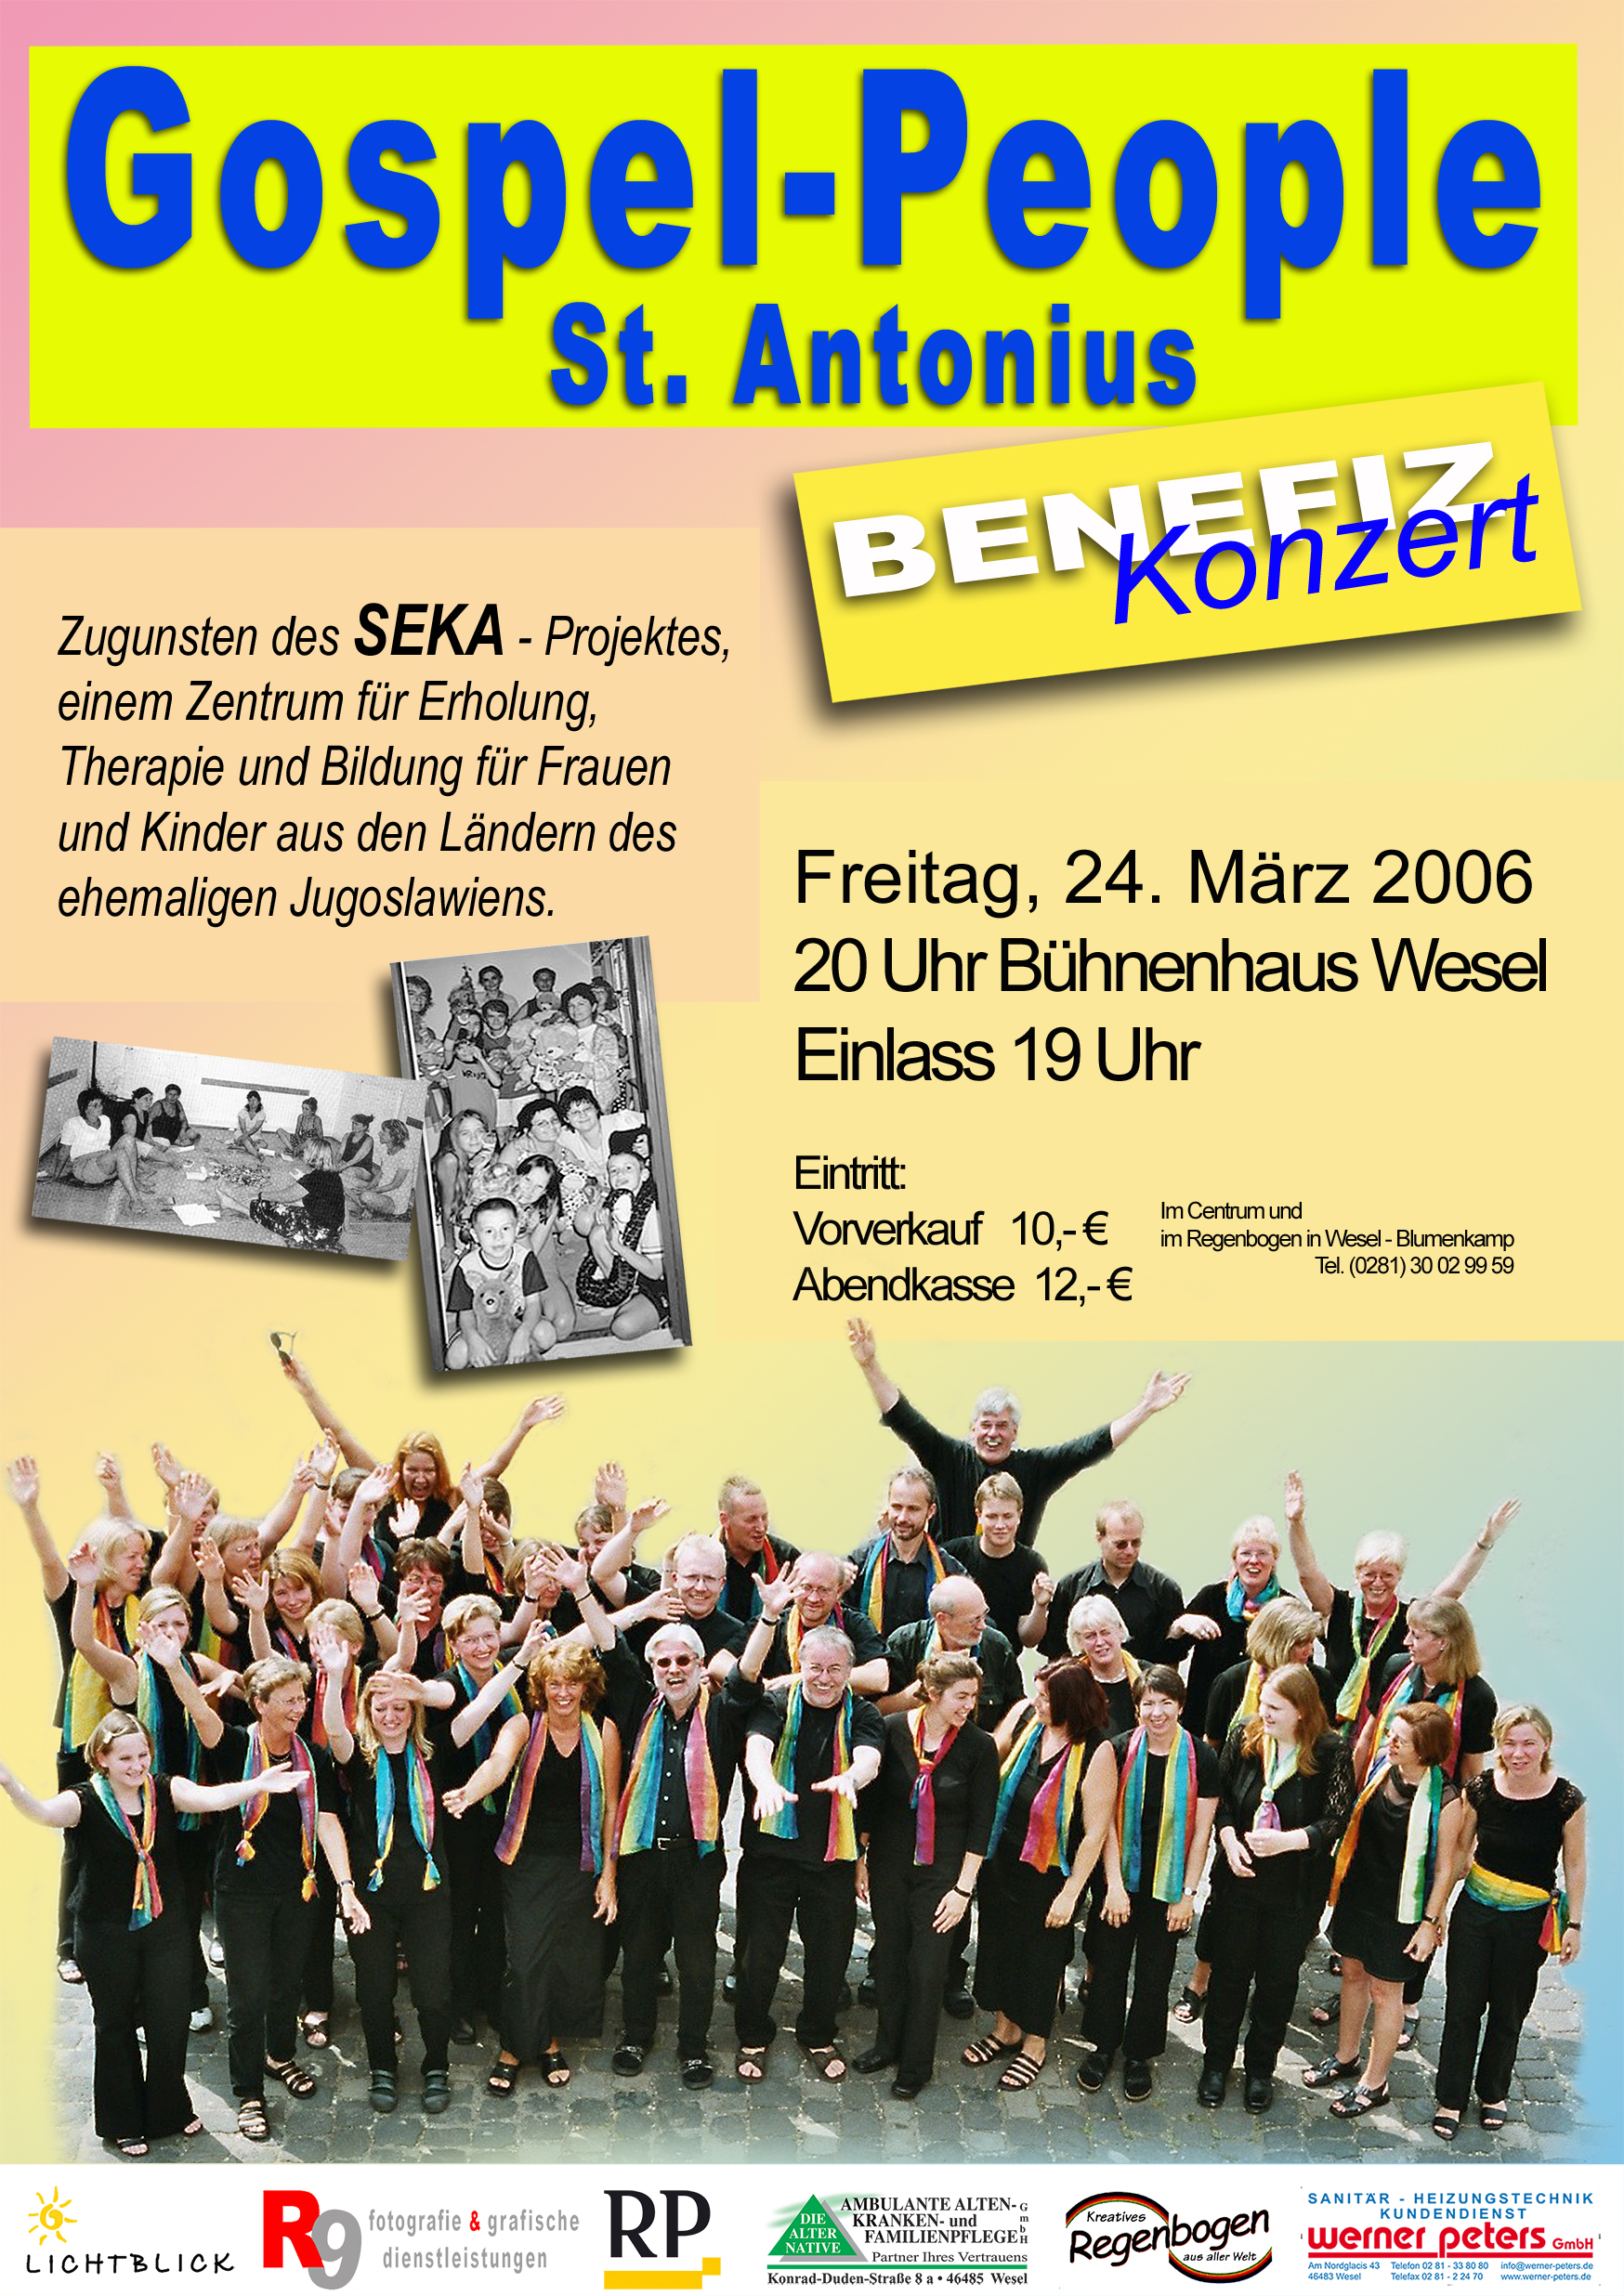 Gospel-People
St. Antonius
BENEFIZ
Konzert
Zugunsten des SEKA - Projektes,
einem Zentrum für Erholung,
Therapie und Bildung für Frauen
und Kinder aus den Ländern des
ehemaligen Jugoslawiens.
Freitag, 24. März 2006
20 Uhr Bühnenhaus Wesel
Einlass 19 Uhr
Eintritt:
Vorverkauf 10,- €
Abendkasse 12,- €
Im Centrum und
im Regenbogen in Wesel - Blumenkamp
Tel. (0281) 30 02 99 59
LICHTBLICK
R9 fotografie & grafische
dienstleistungen
RP
DIE
ALTER
NATIVE
AMBULANTE ALTEN-
KRANKEN- und
FAMILIENPFLEGE
GmbH
Partner Ihres Vertrauens
Konrad-Duden-Straße 8 a • 46485 Wesel
Kreatives
Regenbogen
aus aller Welt
SANITÄR - HEIZUNGSTECHNIK
KUNDENDIENST
werner peters GmbH
Am Nordglacis 43 Telefon 02 81 - 33 80 80 info@werner-peters.de
46483 Wesel Telefax 02 81 - 2 24 70 www.werner-peters.de